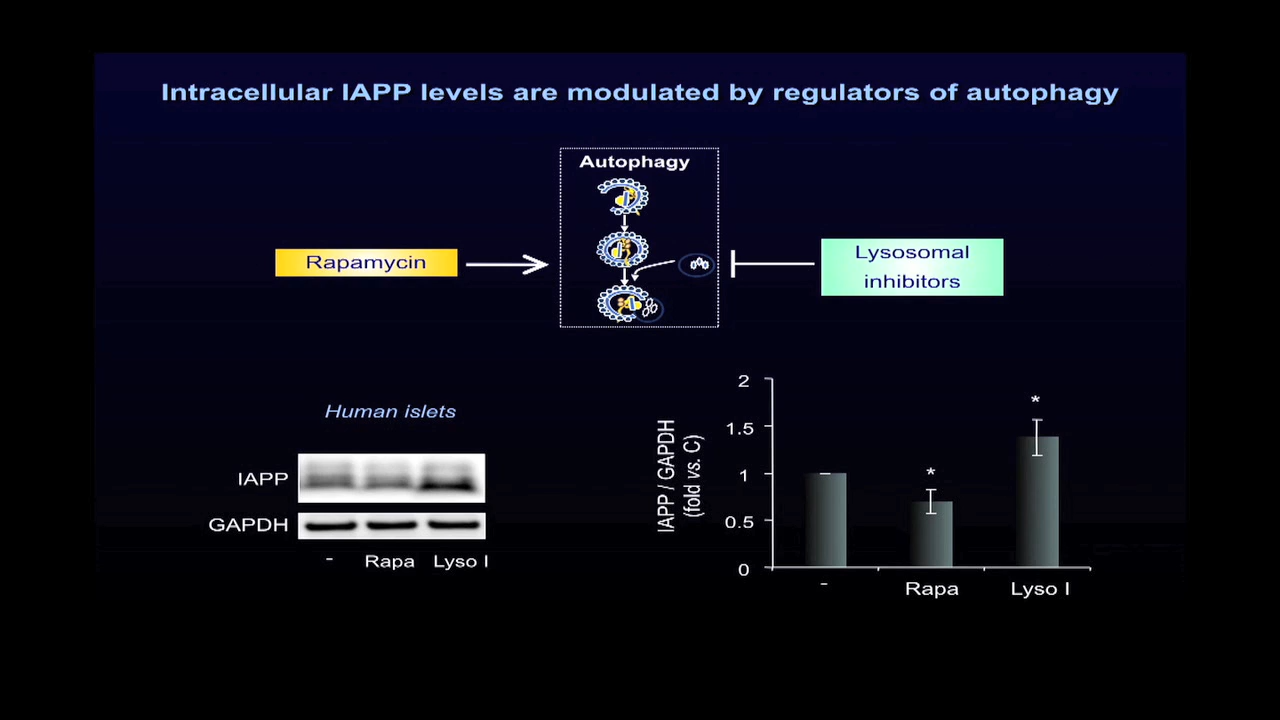 Intracellular IAPP levels are modulated by regulators of autophagy
Autophagy
Rapamycin
Lysosomal
inhibitors
Human islets
IAPP
GAPDH
- Rapa Lyso I
IAPP / GAPDH
(fold vs. C)
2
1.5
1
0.5
0
*
*
- Rapa Lyso I